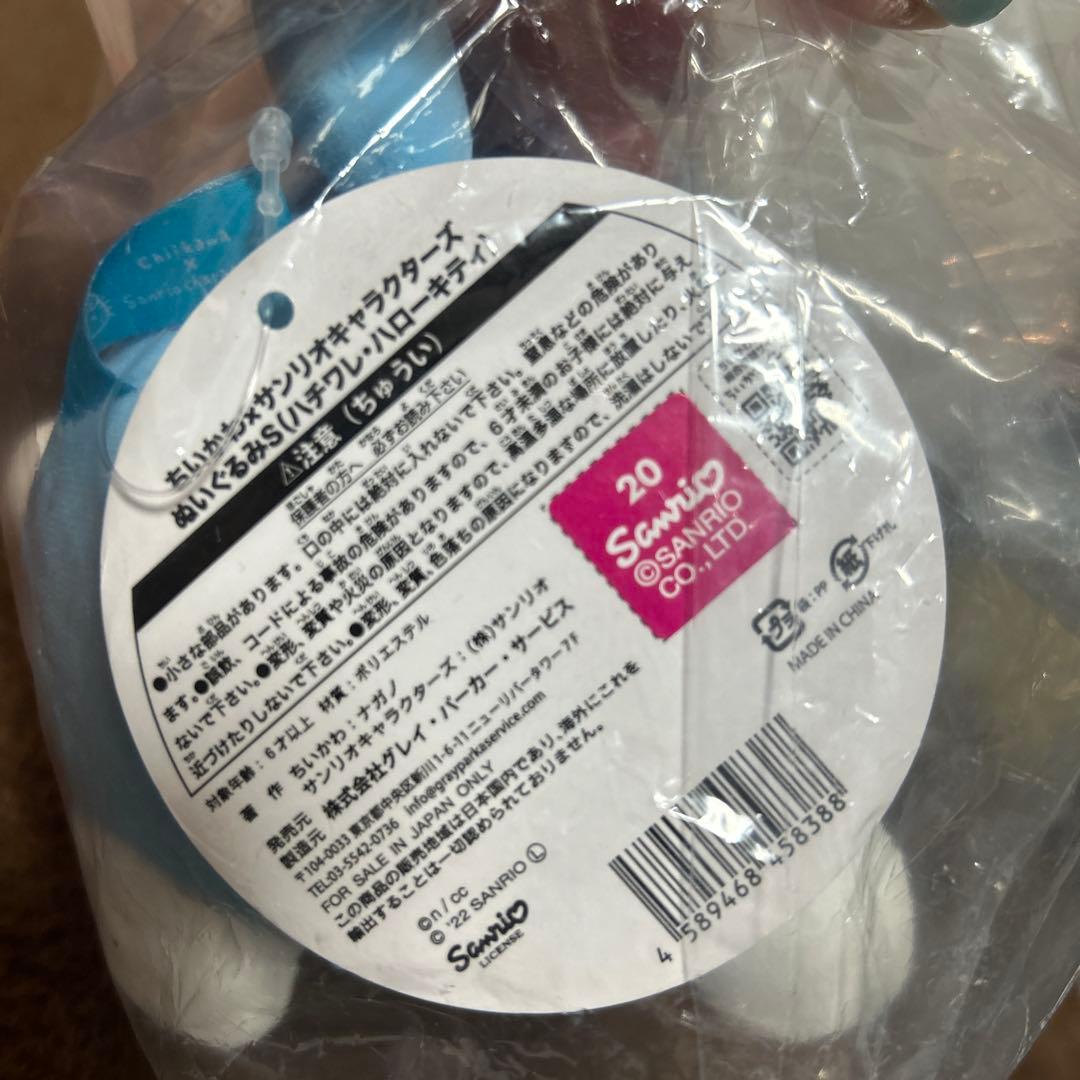 Chiikawa
×
ちいかわ×サンリオキャラクターズ
ぬいぐるみS(ハチワレ・ハローキティ)
⚠注意(ちゅうい)
保護者の方へ 必ずお読み下さい
●小さな部品があります。口の中には絶対に入れないで下さい。窒息などの危険があり
ます。●誤飲、コードによる事故の危険がありますので、6才未満のお子様には絶対に与え
ないで下さい。●変形、変質や火災の原因となりますので、高温多湿な場所に放置したり、火
近づけたりしないで下さい。●変形、変質、色落ちの原因になりますので、洗濯はしないで
対象年齢:6才以上 材質:ポリエステル
著作 ちいかわ:ナガノ
サンリオキャラクターズ:(株)サンリオ
発売元
製造元 株式会社グレイ・パーカー・サービス
〒104-0033 東京都中央区新川1-6-11ニューリバータワー7F
TEL03-5542-0736 info@grayparkaservice.com
FOR SALE IN JAPAN ONLY
この商品の販売地域は日本国内であり、海外にこれを
輸出することは一切認められておりません。
©n / cc
© '22 SANRIO Ⓛ
Sanrio
LICENSE
20
Sanrio
©SANRIO
CO.,LTD.
プラ
袋:PP
紙
MADE IN CHINA
4 589468 458388